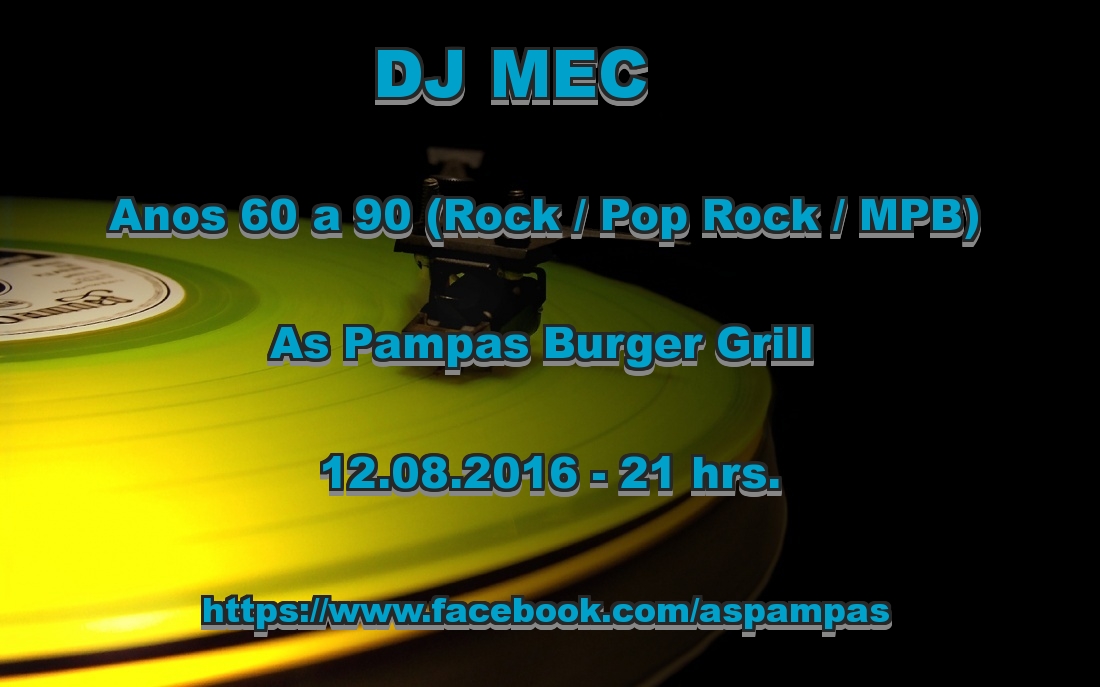 DJ MEC
Anos 60 a 90 (Rock / Pop Rock / MPB)
As Pampas Burger Grill
12.08.2016 - 21 hrs.
https://www.facebook.com/aspampas